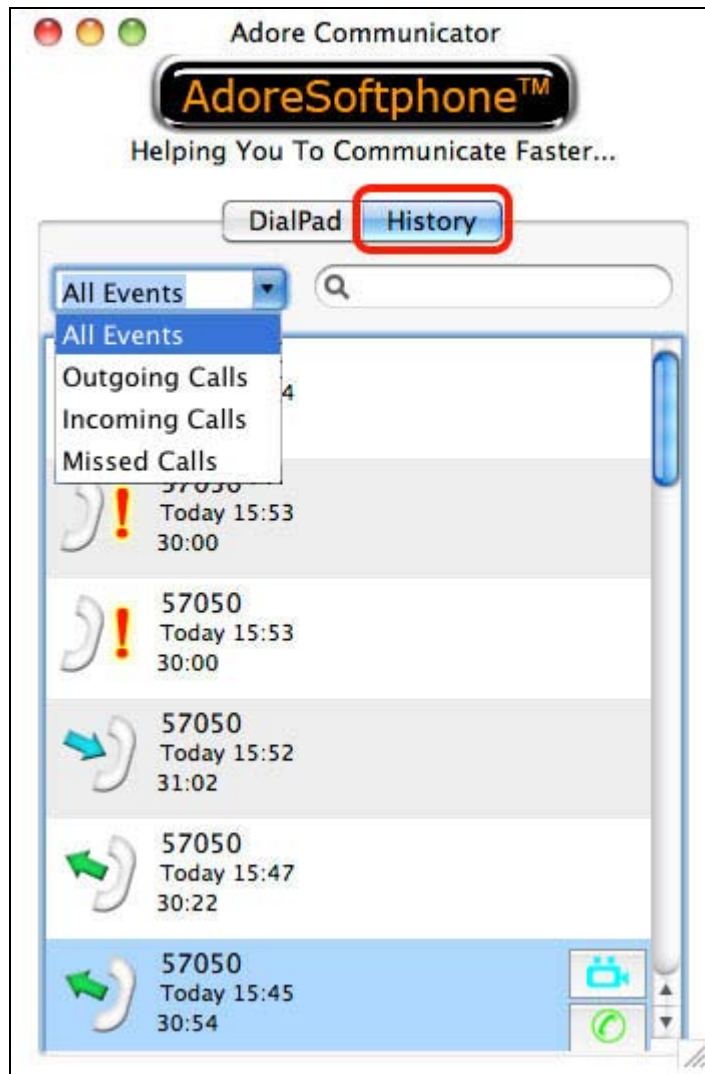 Adore Communicator
AdoreSoftphone™
Helping You To Communicate Faster...
DialPad History
All Events
All Events
Outgoing Calls
Incoming Calls
Missed Calls
4
Today 15:53
30:00
57050
Today 15:53
30:00
57050
Today 15:52
31:02
57050
Today 15:47
30:22
57050
Today 15:45
30:54